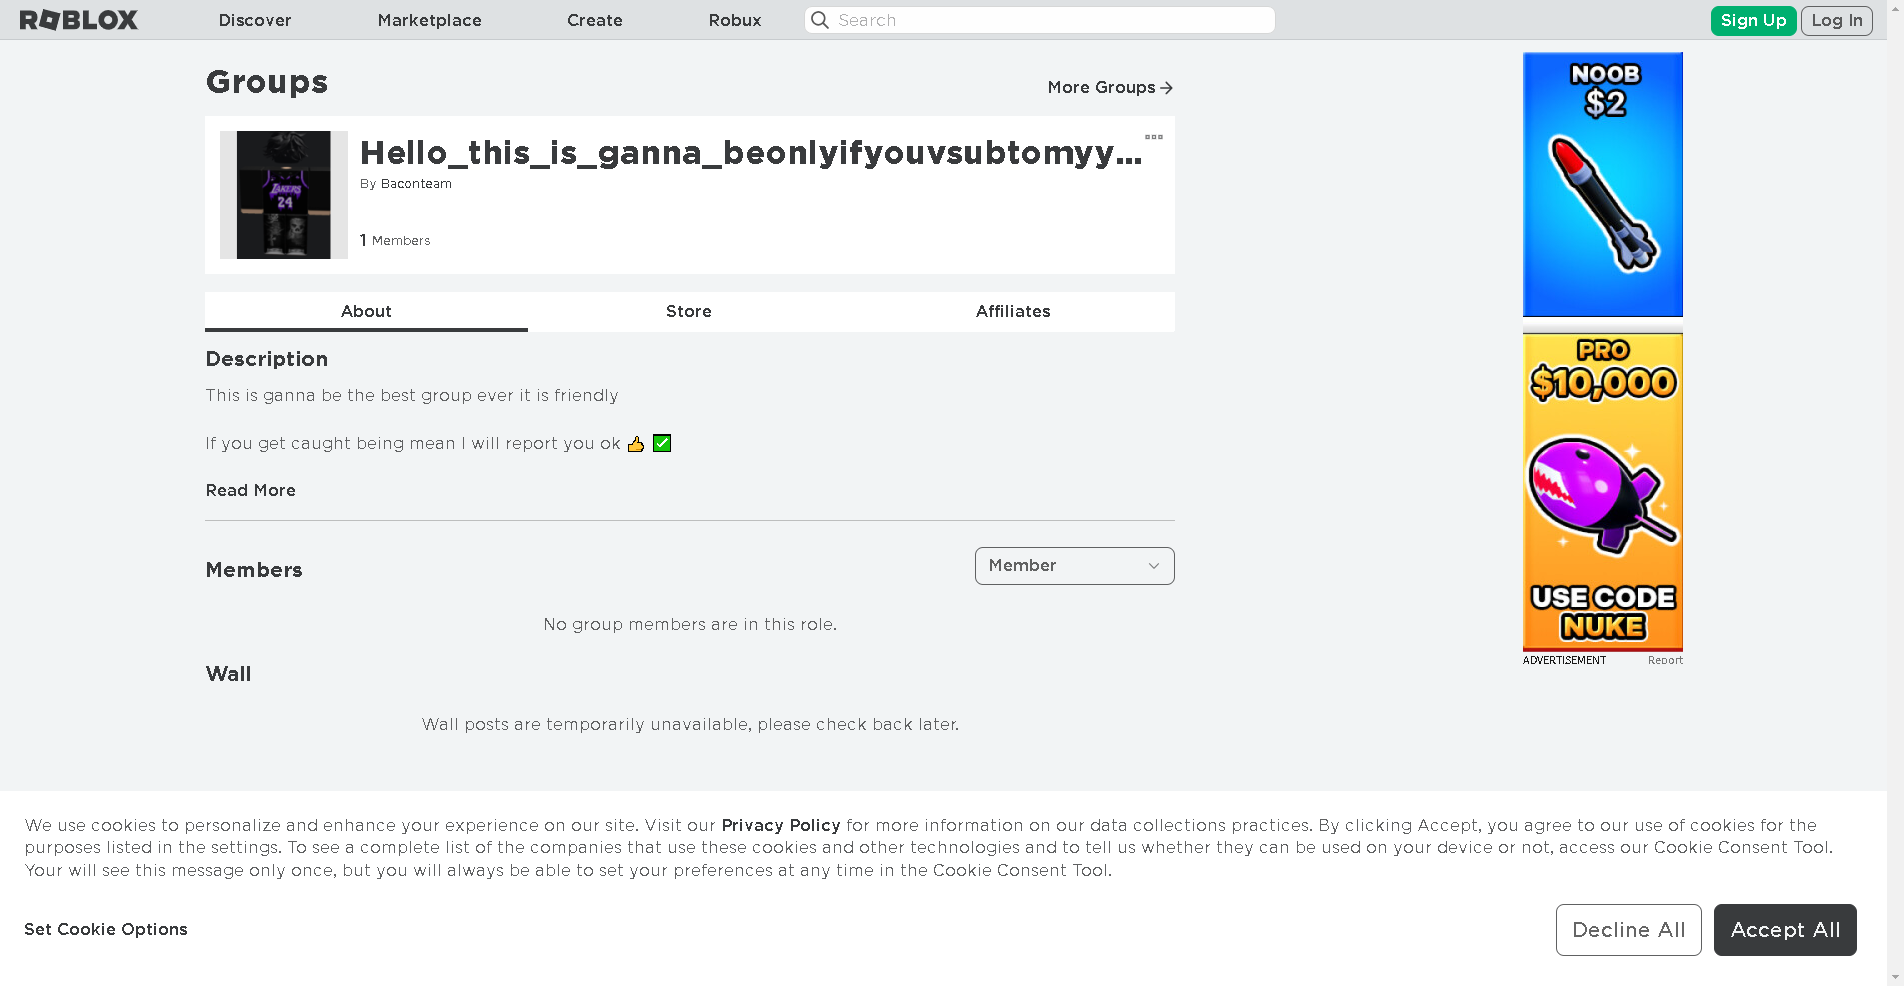 ROBLOX
Discover
Marketplace
Create
Robux
Search
Sign Up
Log In
Groups
More Groups
Hello_this_is_ganna_beonlyifyouvsubtomyy...
By Baconteam
1 Members
LAKERS
24
About
Store
Affiliates
Description
This is ganna be the best group ever it is friendly
If you get caught being mean I will report you ok 👍 ✅
Read More
Members
Member
No group members are in this role.
Wall
Wall posts are temporarily unavailable, please check back later.
NOOB
$2
PRO
$10,000
USE CODE
NUKE
ADVERTISEMENT
Report
We use cookies to personalize and enhance your experience on our site. Visit our Privacy Policy for more information on our data collections practices. By clicking Accept, you agree to our use of cookies for the
purposes listed in the settings. To see a complete list of the companies that use these cookies and other technologies and to tell us whether they can be used on your device or not, access our Cookie Consent Tool.
Your will see this message only once, but you will always be able to set your preferences at any time in the Cookie Consent Tool.
Set Cookie Options
Decline All
Accept All